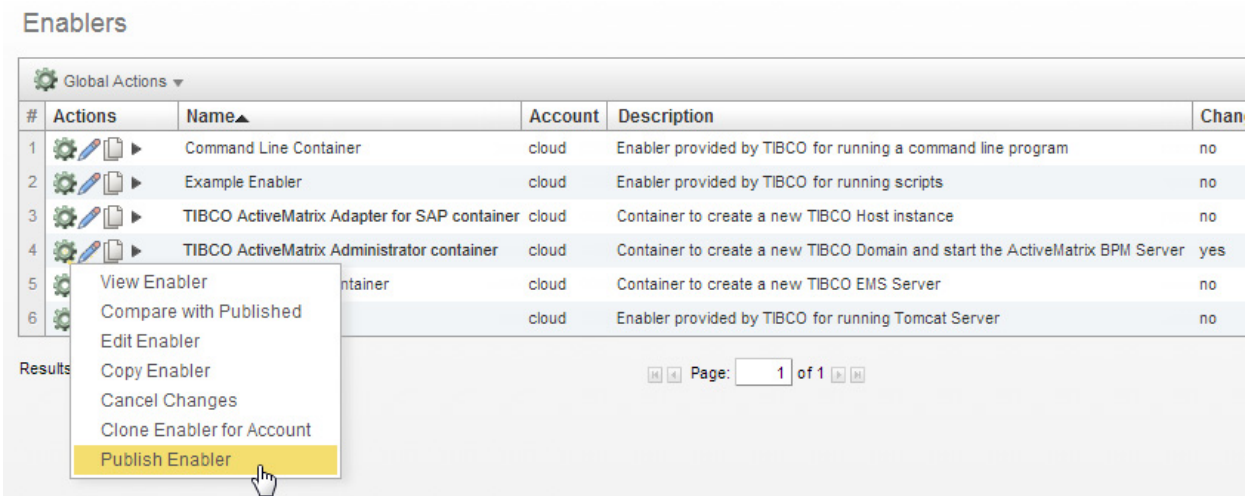 Enablers
Global Actions
# Actions Name Account Description Chan
1 Command Line Container cloud Enabler provided by TIBCO for running a command line program no
2 Example Enabler cloud Enabler provided by TIBCO for running scripts no
3 TIBCO ActiveMatrix Adapter for SAP container cloud Container to create a new TIBCO Host instance no
4 TIBCO ActiveMatrix Administrator container cloud Container to create a new TIBCO Domain and start the ActiveMatrix BPM Server yes
5 ntainer cloud Container to create a new TIBCO EMS Server no
6 cloud Enabler provided by TIBCO for running Tomcat Server no
View Enabler
Compare with Published
Edit Enabler
Copy Enabler
Cancel Changes
Clone Enabler for Account
Publish Enabler
Results
Page: 1 of 1